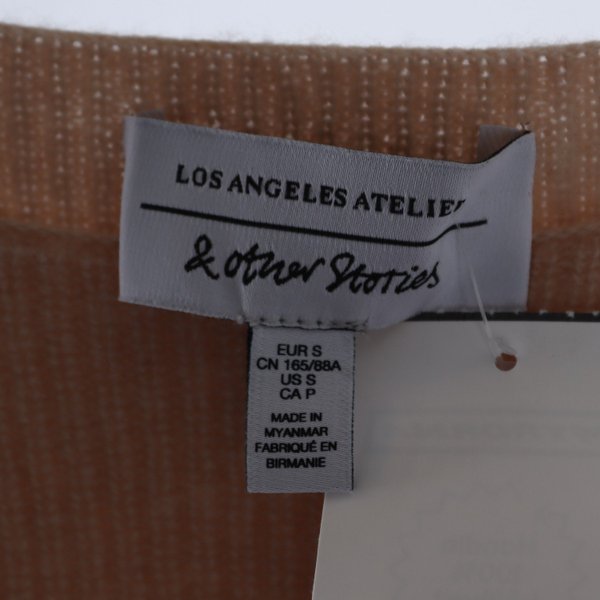 LOS ANGELES ATELIER
& other Stories
EUR S
CN 165/88A
US S
CA P
MADE IN
MYANMAR
FABRIQUÉ EN
BIRMANIE